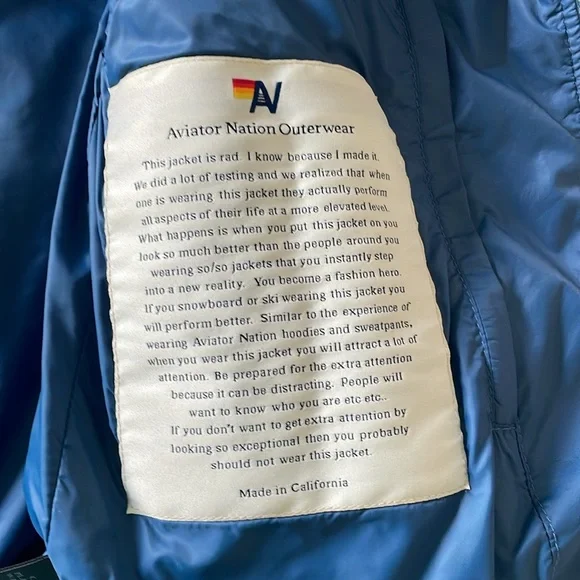 AV
Aviator Nation Outerwear
This jacket is rad. I know because I made it.
We did a lot of testing and we realized that when
one is wearing this jacket they actually perform
all aspects of their life at a more elevated level.
What happens is when you put this jacket on you
look so much better than the people around you
wearing so/so jackets that you instantly step
into a new reality. You become a fashion hero.
If you snowboard or ski wearing this jacket you
will perform better. Similar to the experience of
wearing Aviator Nation hoodies and sweatpants,
when you wear this jacket you will attract a lot of
attention. Be prepared for the extra attention
because it can be distracting. People will
want to know who you are etc etc..
If you don't want to get extra attention by
looking so exceptional then you probably
should not wear this jacket.
Made in California